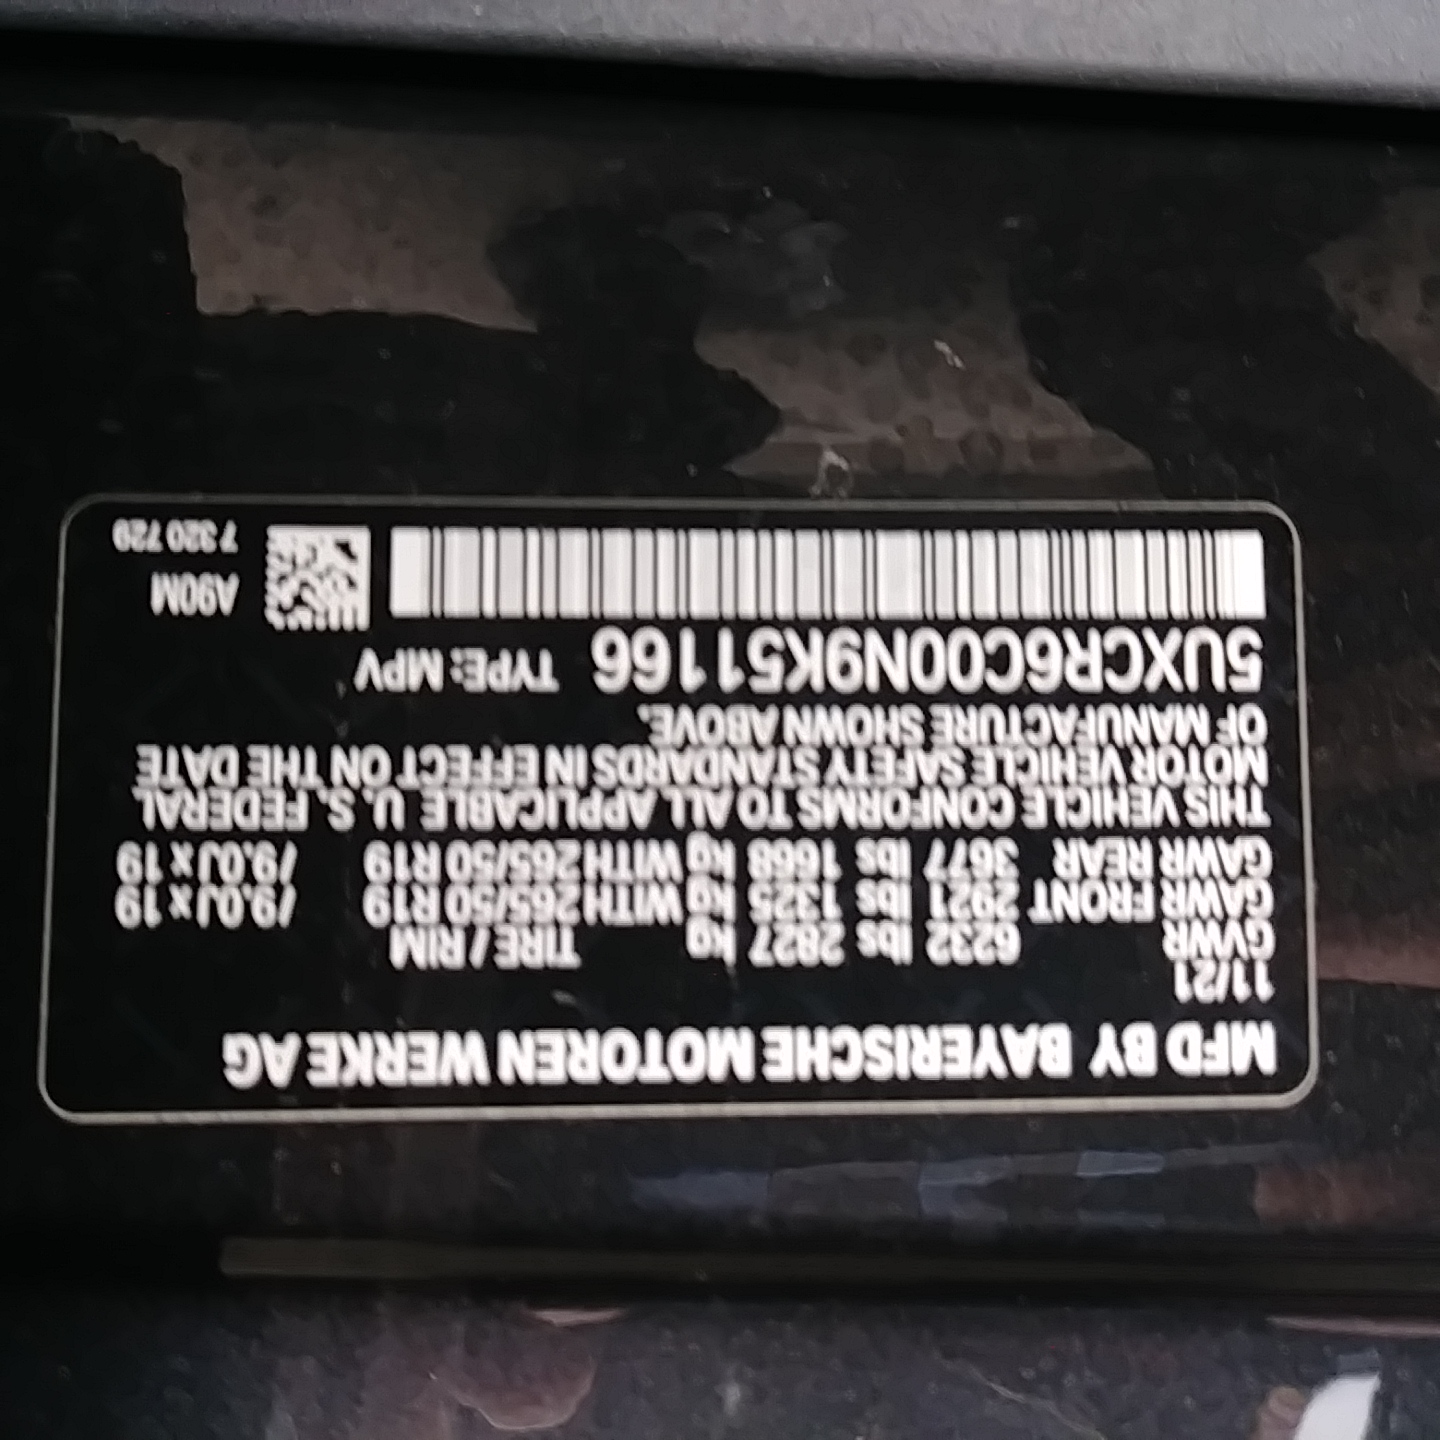 MFD BY BAYERISCHE MOTOREN WERKE AG
11/21
GVWR 6232 lbs 2827 kg TIRE / RIM
GAWR FRONT 2921 lbs 1325 kg WITH 265/50 R19 /9.0J x 19
GAWR REAR 3677 lbs 1668 kg WITH 265/50 R19 /9.0J x 19
THIS VEHICLE CONFORMS TO ALL APPLICABLE U. S. FEDERAL
MOTOR VEHICLE SAFETY STANDARDS IN EFFECT ON THE DATE
OF MANUFACTURE SHOWN ABOVE.
5UXCR6C00N9K51166 TYPE: MPV
A90M
7 320 729